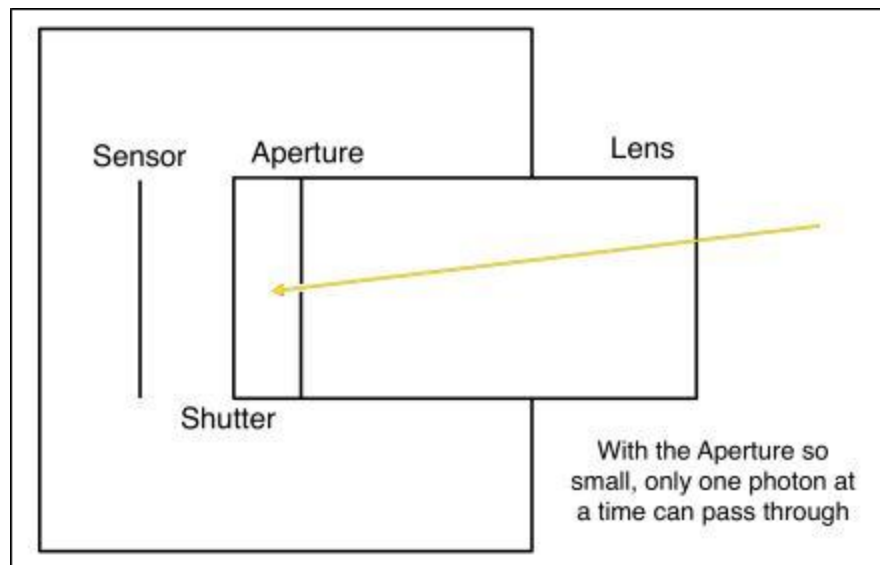 Sensor
Aperture
Lens
Shutter
With the Aperture so
small, only one photon at
a time can pass through